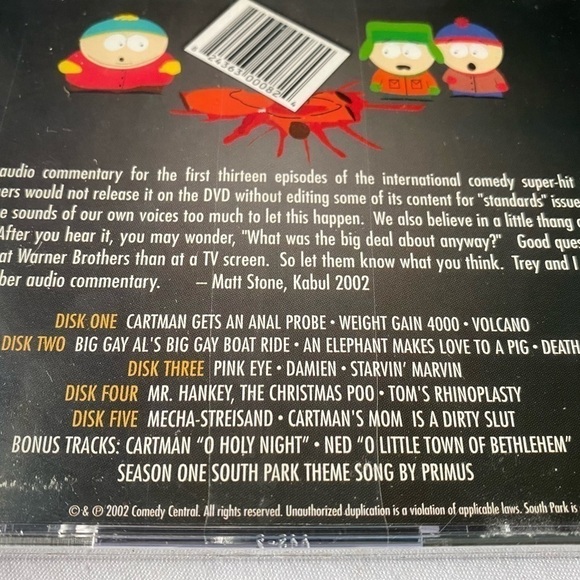 24363 00082 4
audio commentary for the first thirteen episodes of the international comedy super-hit
ers would not release it on the DVD without editing some of its content for "standards" issue
e sounds of our own voices too much to let this happen. We also believe in a little thang
After you hear it, you may wonder, "What was the big deal about anyway?" Good ques
at Warner Brothers than at a TV screen. So let them know what you think. Trey and I
ber audio commentary. – Matt Stone, Kabul 2002
DISK ONE CARTMAN GETS AN ANAL PROBE • WEIGHT GAIN 4000 • VOLCANO
DISK TWO BIG GAY AL'S BIG GAY BOAT RIDE • AN ELEPHANT MAKES LOVE TO A PIG • DEATH
DISK THREE PINK EYE • DAMIEN • STARVIN' MARVIN
DISK FOUR MR. HANKEY, THE CHRISTMAS POO • TOM'S RHINOPLASTY
DISK FIVE MECHA-STREISAND • CARTMAN'S MOM IS A DIRTY SLUT
BONUS TRACKS: CARTMAN "O HOLY NIGHT" • NED "O LITTLE TOWN OF BETHLEHEM"
SEASON ONE SOUTH PARK THEME SONG BY PRIMUS
© & ℗ 2002 Comedy Central. All rights reserved. Unauthorized duplication is a violation of applicable laws. South Park is